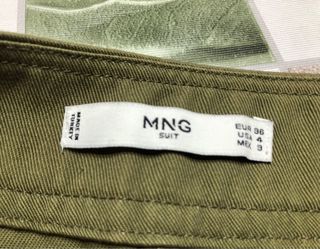 MADE IN
TURKEY
MNG
SUIT
EUR 36
USA 4
MEX 3